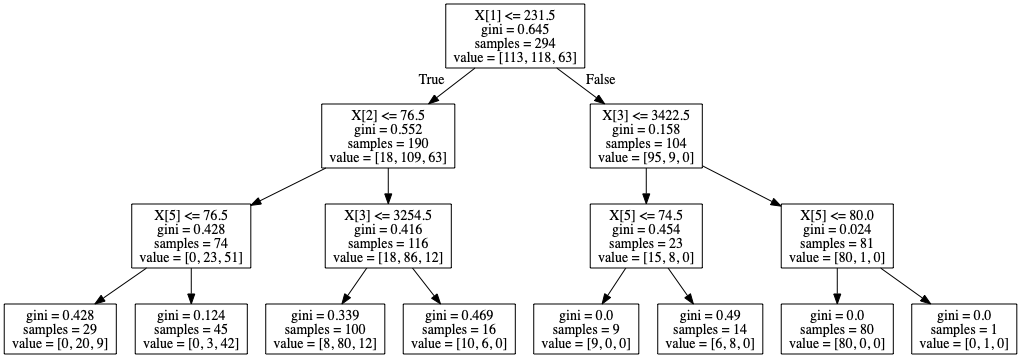 X[1] <= 231.5
gini = 0.645
samples = 294
value = [113, 118, 63]
True
False
X[2] <= 76.5
gini = 0.552
samples = 190
value = [18, 109, 63]
X[3] <= 3422.5
gini = 0.158
samples = 104
value = [95, 9, 0]
X[5] <= 76.5
gini = 0.428
samples = 74
value = [0, 23, 51]
X[3] <= 3254.5
gini = 0.416
samples = 116
value = [18, 86, 12]
X[5] <= 74.5
gini = 0.454
samples = 23
value = [15, 8, 0]
X[5] <= 80.0
gini = 0.024
samples = 81
value = [80, 1, 0]
gini = 0.428
samples = 29
value = [0, 20, 9]
gini = 0.124
samples = 45
value = [0, 3, 42]
gini = 0.339
samples = 100
value = [8, 80, 12]
gini = 0.469
samples = 16
value = [10, 6, 0]
gini = 0.0
samples = 9
value = [9, 0, 0]
gini = 0.49
samples = 14
value = [6, 8, 0]
gini = 0.0
samples = 80
value = [80, 0, 0]
gini = 0.0
samples = 1
value = [0, 1, 0]